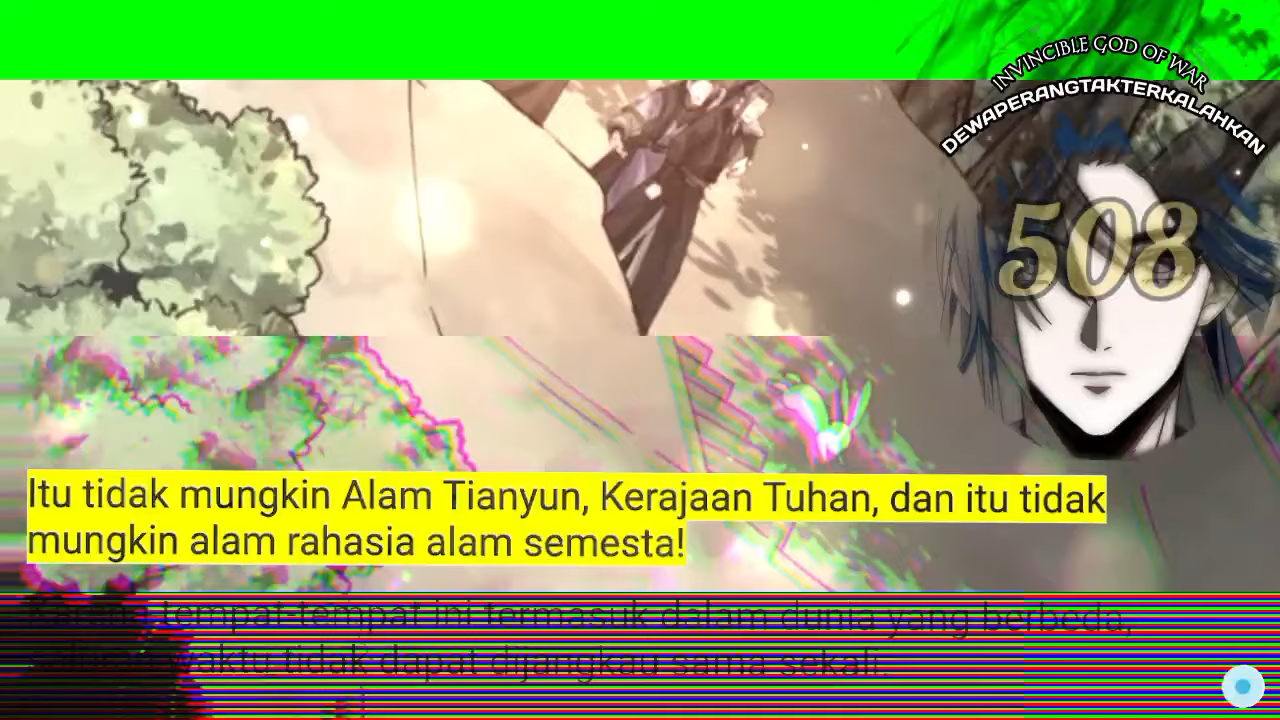 INVINCIBLE GOD OF WAR
DEWAPERANGTAKTERKALAHKAN
508
Itu tidak mungkin Alam Tianyun, Kerajaan Tuhan, dan itu tidak
mungkin alam rahasia alam semesta!
tempat-tempat ini termasuk dalam dunia yang berbeda,
waktu tidak dapat dijangkau sama sekali.